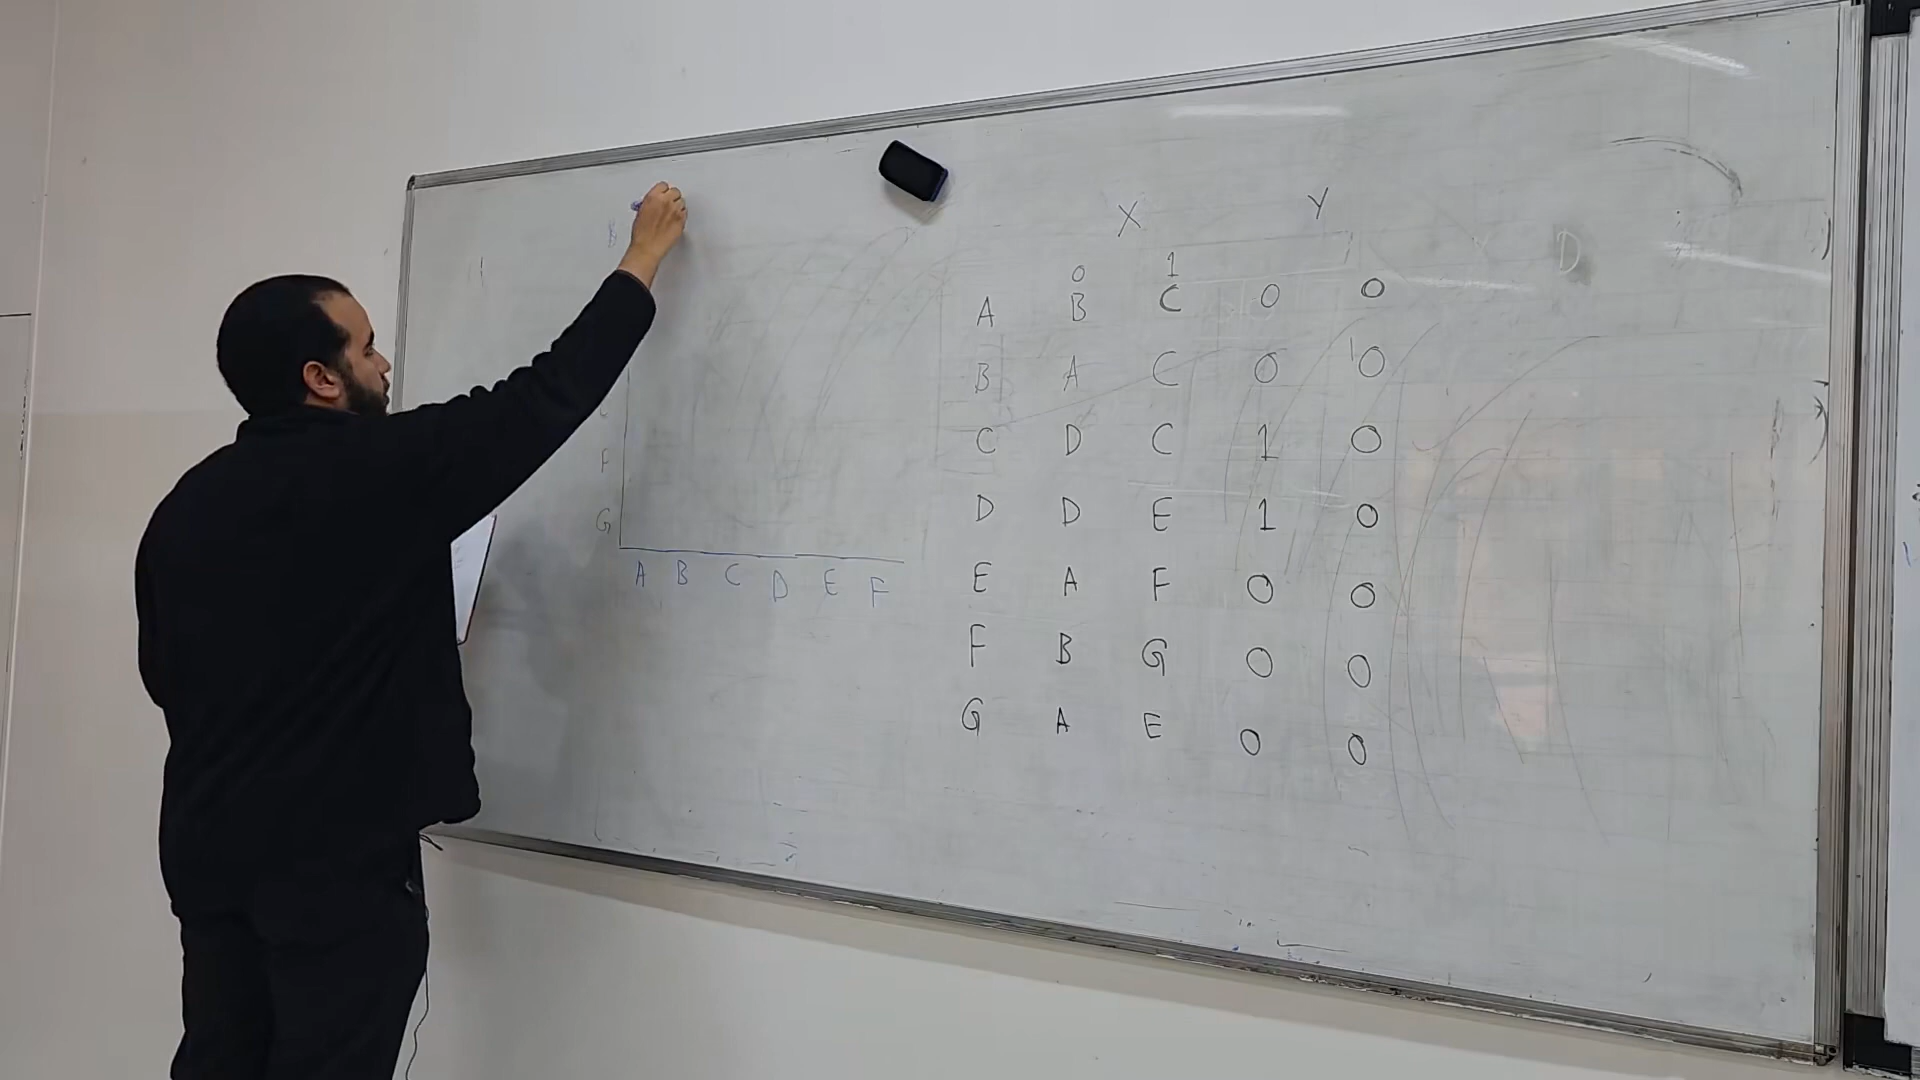 X Y
D
0 1
A B C 0 0
B A C 0 0
C D C 1 0
D D E 1 0
E A F 0 0
F B G 0 0
G A E 0 0
B
F
G
A B C D E F